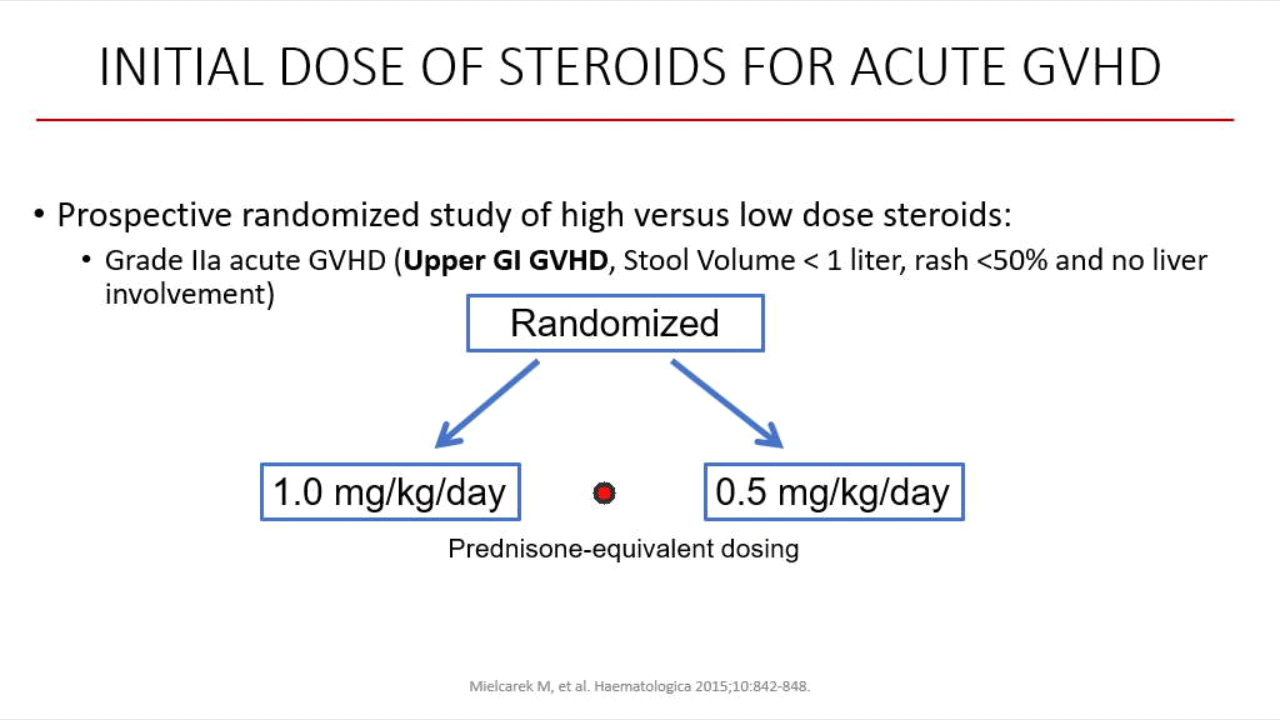 INITIAL DOSE OF STEROIDS FOR ACUTE GVHD
• Prospective randomized study of high versus low dose steroids:
• Grade IIa acute GVHD (Upper GI GVHD, Stool Volume < 1 liter, rash <50% and no liver
involvement)
Randomized
1.0 mg/kg/day
0.5 mg/kg/day
Prednisone-equivalent dosing
Mielcarek M, et al. Haematologica 2015;10:842-848.